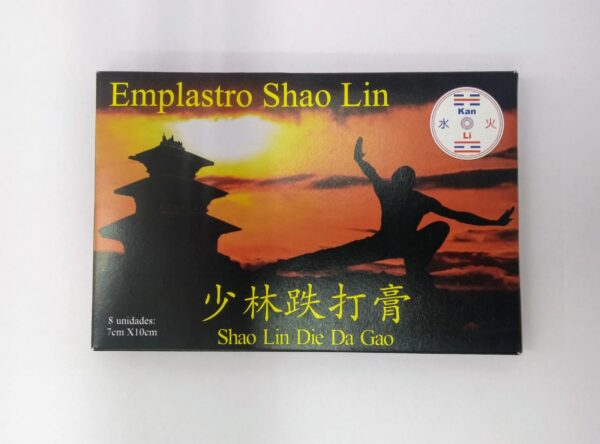 Emplastro Shao Lin
Kan
水 火
Li
少林跌打膏
Shao Lin Die Da Gao
8 unidades:
7cm X10cm